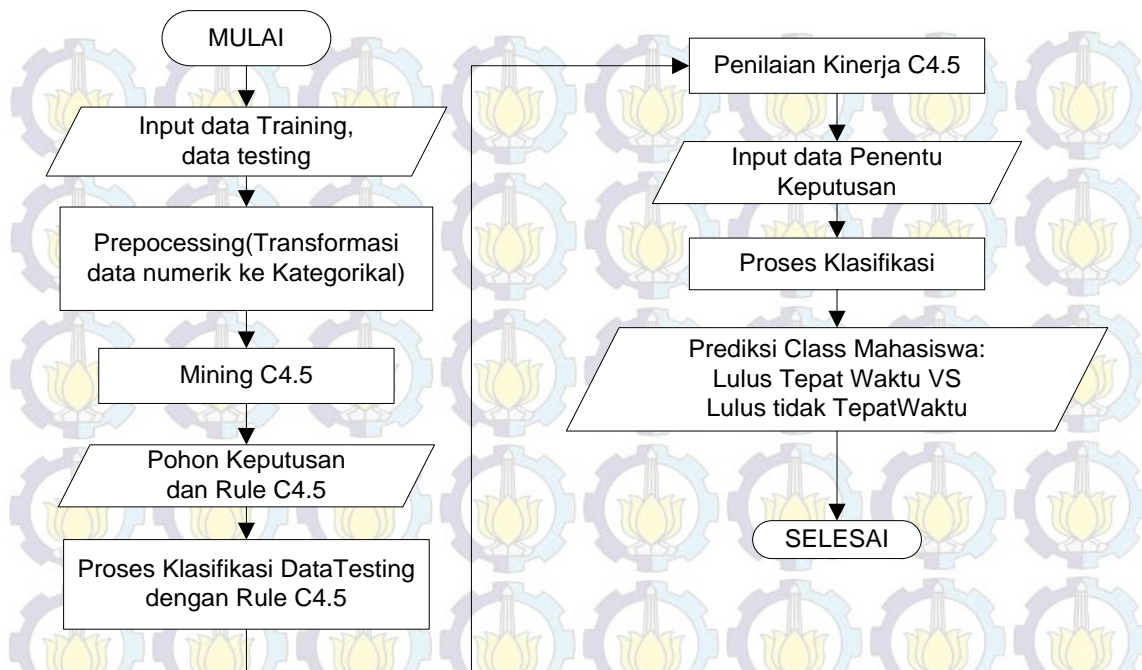 MULAI
Input data Training,
data testing
Prepocessing(Transformasi
data numerik ke Kategorikal)
Mining C4.5
Pohon Keputusan
dan Rule C4.5
Proses Klasifikasi DataTesting
dengan Rule C4.5
Penilaian Kinerja C4.5
Input data Penentu
Keputusan
Proses Klasifikasi
Prediksi Class Mahasiswa:
Lulus Tepat Waktu VS
Lulus tidak TepatWaktu
SELESAI